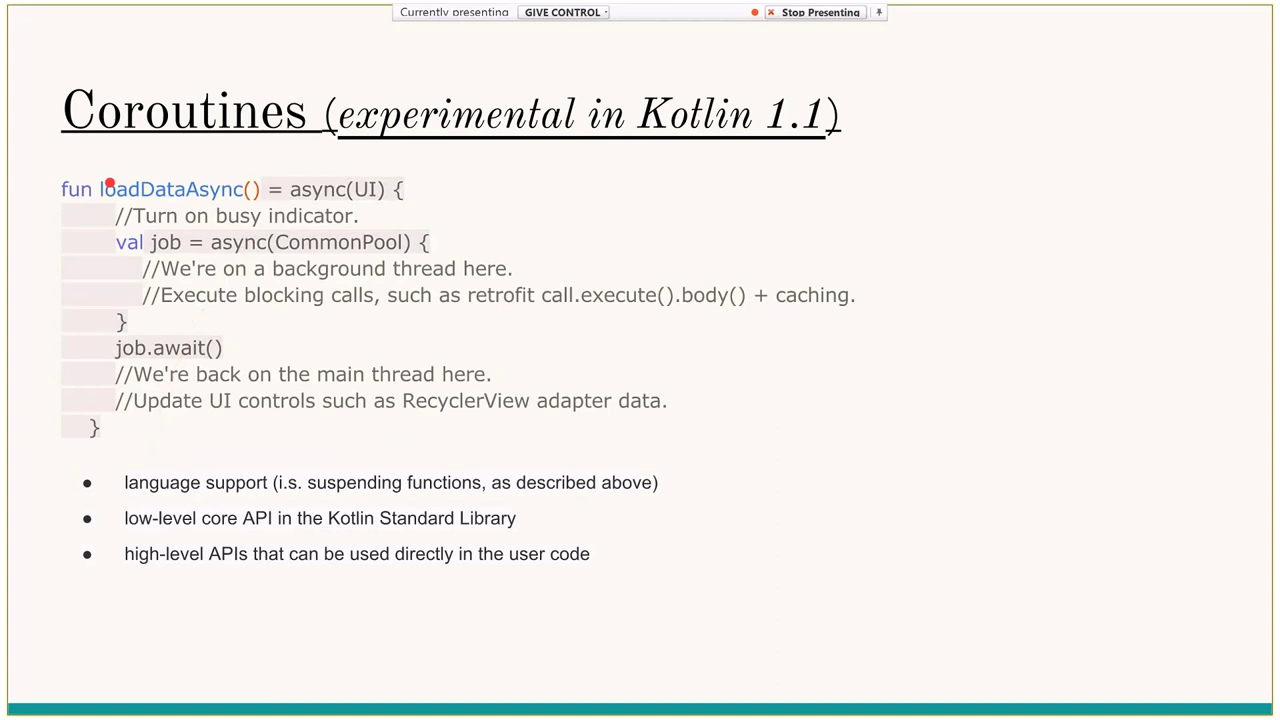 Currently presenting GIVE CONTROL Stop Presenting
Coroutines (experimental in Kotlin 1.1)
fun loadDataAsync() = async(UI) {
//Turn on busy indicator.
val job = async(CommonPool) {
//We're on a background thread here.
//Execute blocking calls, such as retrofit call.execute().body() + caching.
}
job.await()
//We're back on the main thread here.
//Update UI controls such as RecyclerView adapter data.
}
● language support (i.s. suspending functions, as described above)
● low-level core API in the Kotlin Standard Library
● high-level APIs that can be used directly in the user code